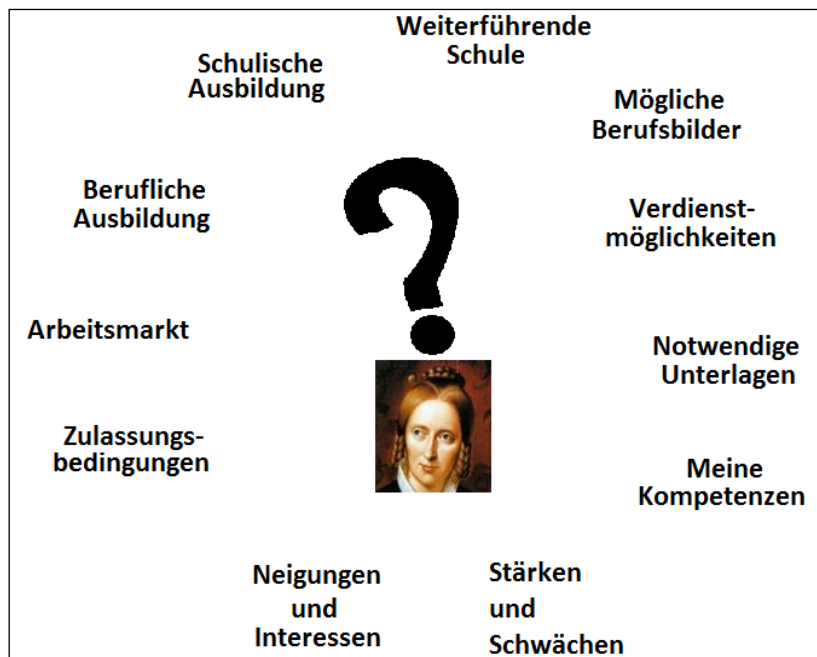 Weiterführende
Schule
Schulische
Ausbildung
Mögliche
Berufsbilder
Berufliche
Ausbildung
Verdienst-
möglichkeiten
Arbeitsmarkt
Notwendige
Unterlagen
Zulassungs-
bedingungen
Meine
Kompetenzen
Neigungen
und
Interessen
Stärken
und
Schwächen
?